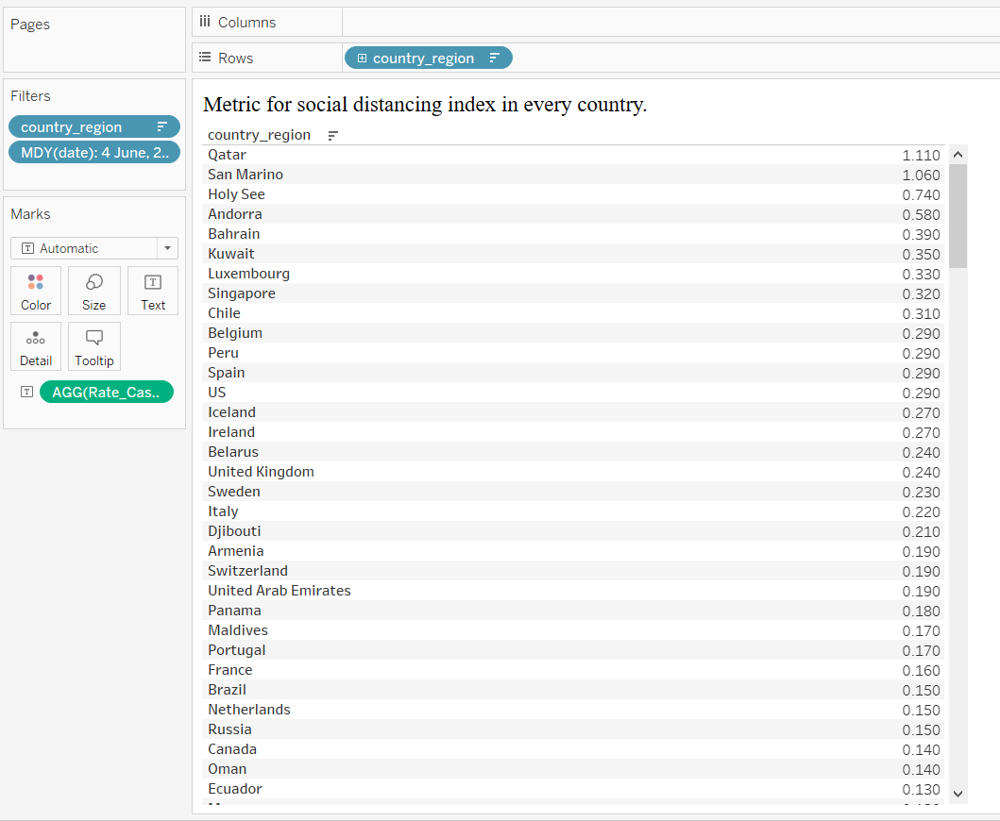 Pages
Columns
Rows
country_region
Filters
country_region
MDY(date): 4 June, 2..
Marks
Automatic
Color
Size
Text
Detail
Tooltip
AGG(Rate_Cas..
Metric for social distancing index in every country.
country_region
Qatar 1.110
San Marino 1.060
Holy See 0.740
Andorra 0.580
Bahrain 0.390
Kuwait 0.350
Luxembourg 0.330
Singapore 0.320
Chile 0.310
Belgium 0.290
Peru 0.290
Spain 0.290
US 0.290
Iceland 0.270
Ireland 0.270
Belarus 0.240
United Kingdom 0.240
Sweden 0.230
Italy 0.220
Djibouti 0.210
Armenia 0.190
Switzerland 0.190
United Arab Emirates 0.190
Panama 0.180
Maldives 0.170
Portugal 0.170
France 0.160
Brazil 0.150
Netherlands 0.150
Russia 0.150
Canada 0.140
Oman 0.140
Ecuador 0.130